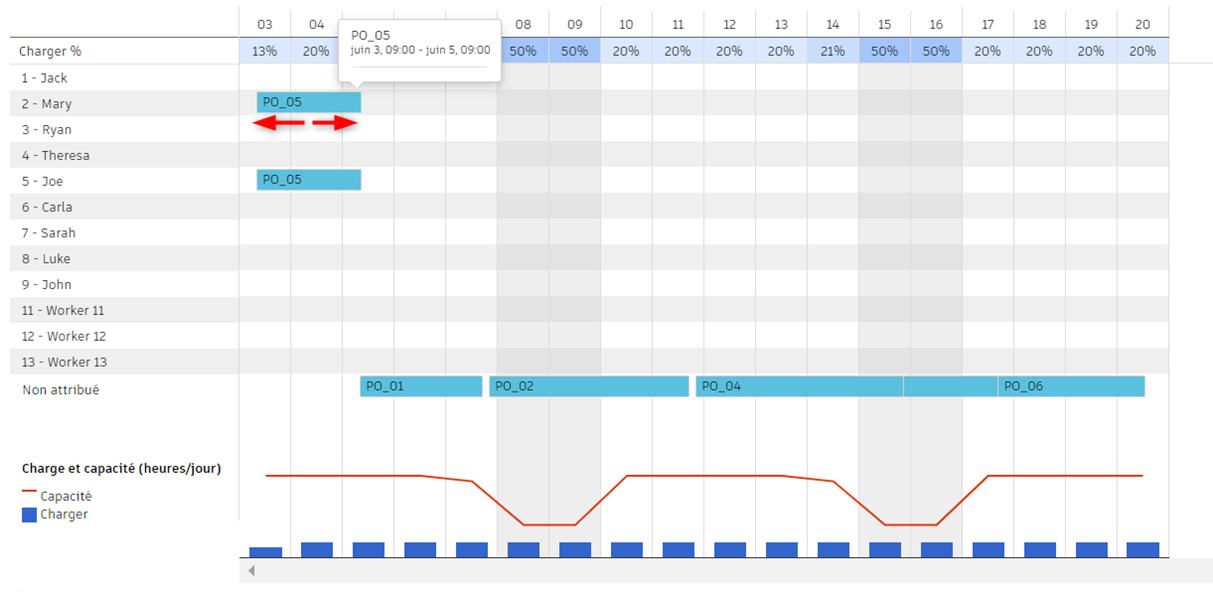 03 04 08 09 10 11 12 13 14 15 16 17 18 19 20
PO_05
juin 3, 09:00 - juin 5, 09:00
Charger % 13% 20% 50% 50% 20% 20% 20% 20% 21% 50% 50% 20% 20% 20% 20%
1 - Jack
2 - Mary PO_05
3 - Ryan
4 - Theresa
5 - Joe PO_05
6 - Carla
7 - Sarah
8 - Luke
9 - John
11 - Worker 11
12 - Worker 12
13 - Worker 13
Non attribué PO_01 PO_02 PO_04 PO_06
Charge et capacité (heures/jour)
Capacité
Charger